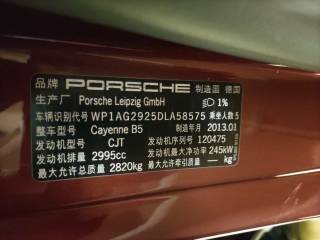 品牌 PORSCHE 制造国 德国
生产厂 Porsche Leipzig GmbH 1%
车辆识别代号 WP1AG2925DLA58575 乘坐人数 5
整车型号 Cayenne B5 制造年月 2013.01
发动机型号 CJT 发动机序列号 120475
发动机排量 2995cc 发动机最大净功率 245kW
最大允许总质量 2820kg 最大允许牵引质量 — kg